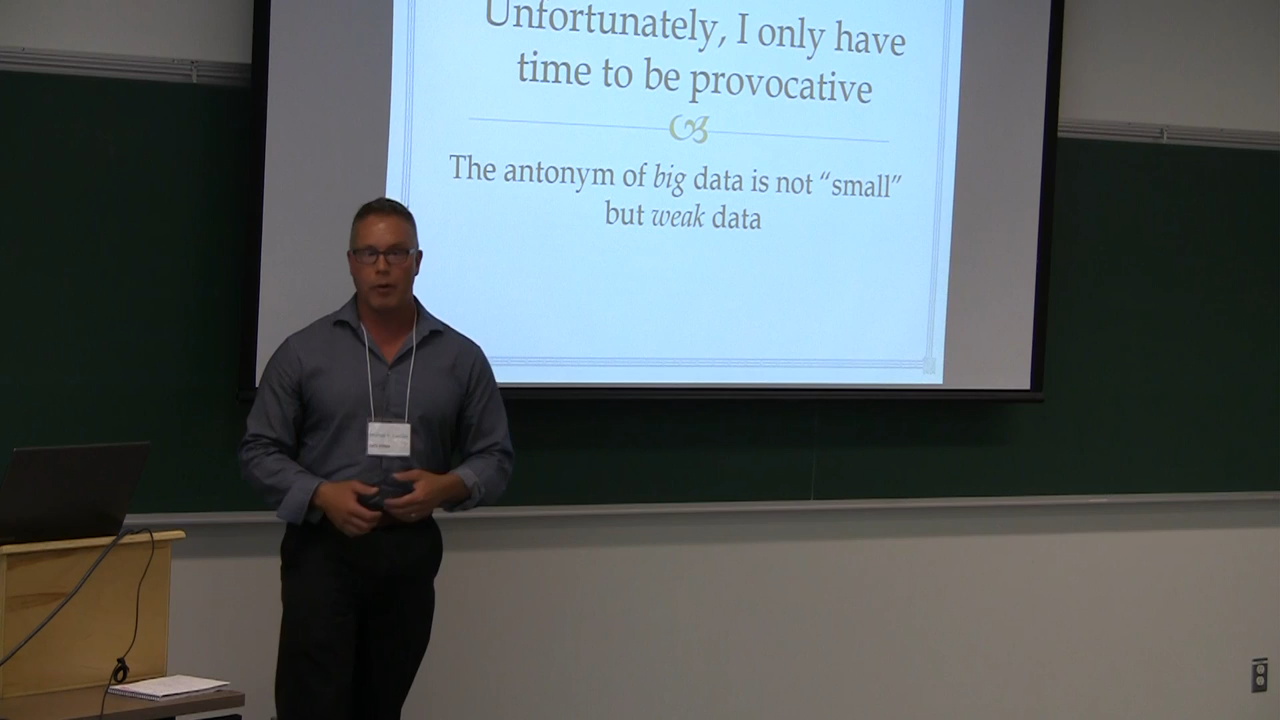 Unfortunately, I only have
time to be provocative
The antonym of big data is not “small”
but weak data